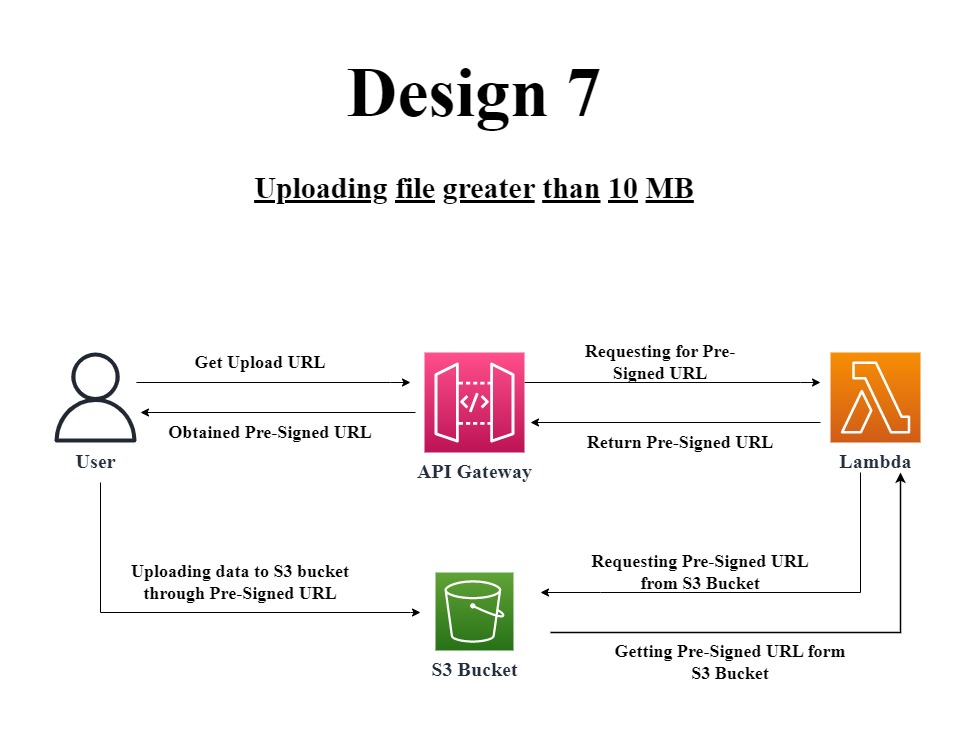 Design 7
Uploading file greater than 10 MB
Get Upload URL
Requesting for Pre-
Signed URL
</>
Obtained Pre-Signed URL
Return Pre-Signed URL
User
API Gateway
Lambda
Uploading data to S3 bucket
through Pre-Signed URL
Requesting Pre-Signed URL
from S3 Bucket
S3 Bucket
Getting Pre-Signed URL form
S3 Bucket